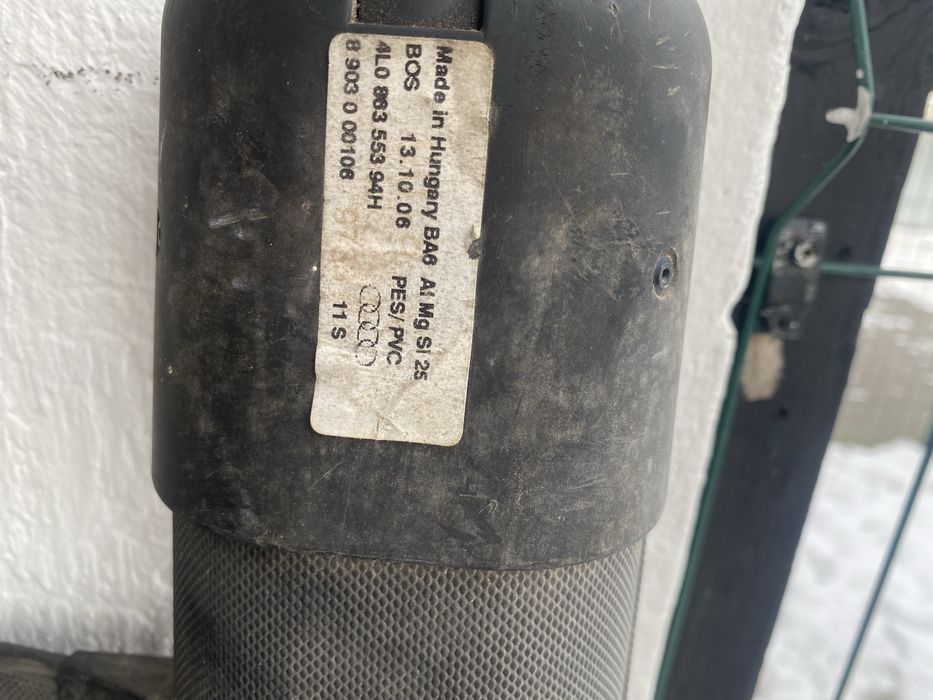 Made in Hungary BA6 Al Mg Si 25
BOS 13.10.06 PES/PVC
4L0 863 553 94H
8 903 0 00106 11 S